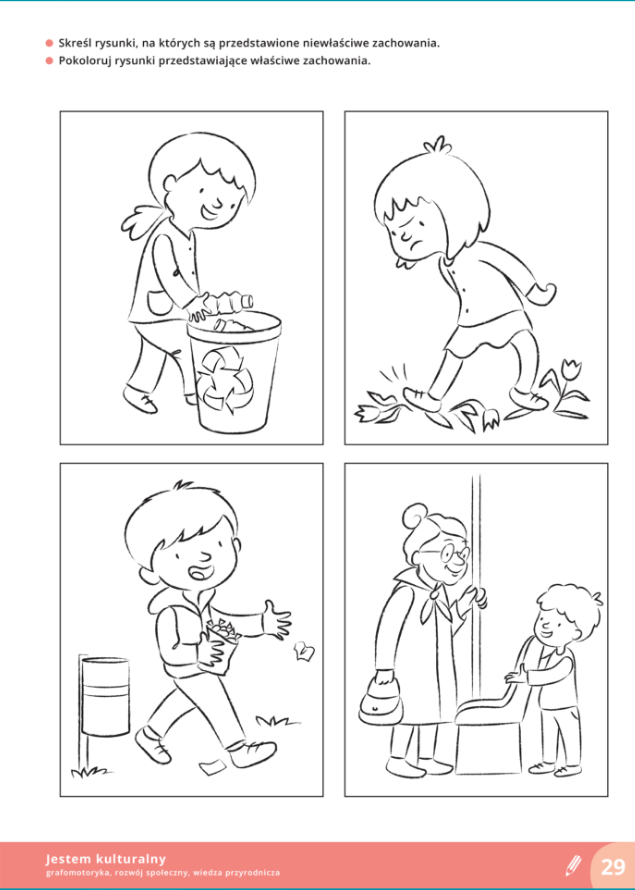 Skreśl rysunki, na których są przedstawione niewłaściwe zachowania.
Pokoloruj rysunki przedstawiające właściwe zachowania.
Jestem kulturalny
grafomotoryka, rozwój społeczny, wiedza przyrodnicza
29